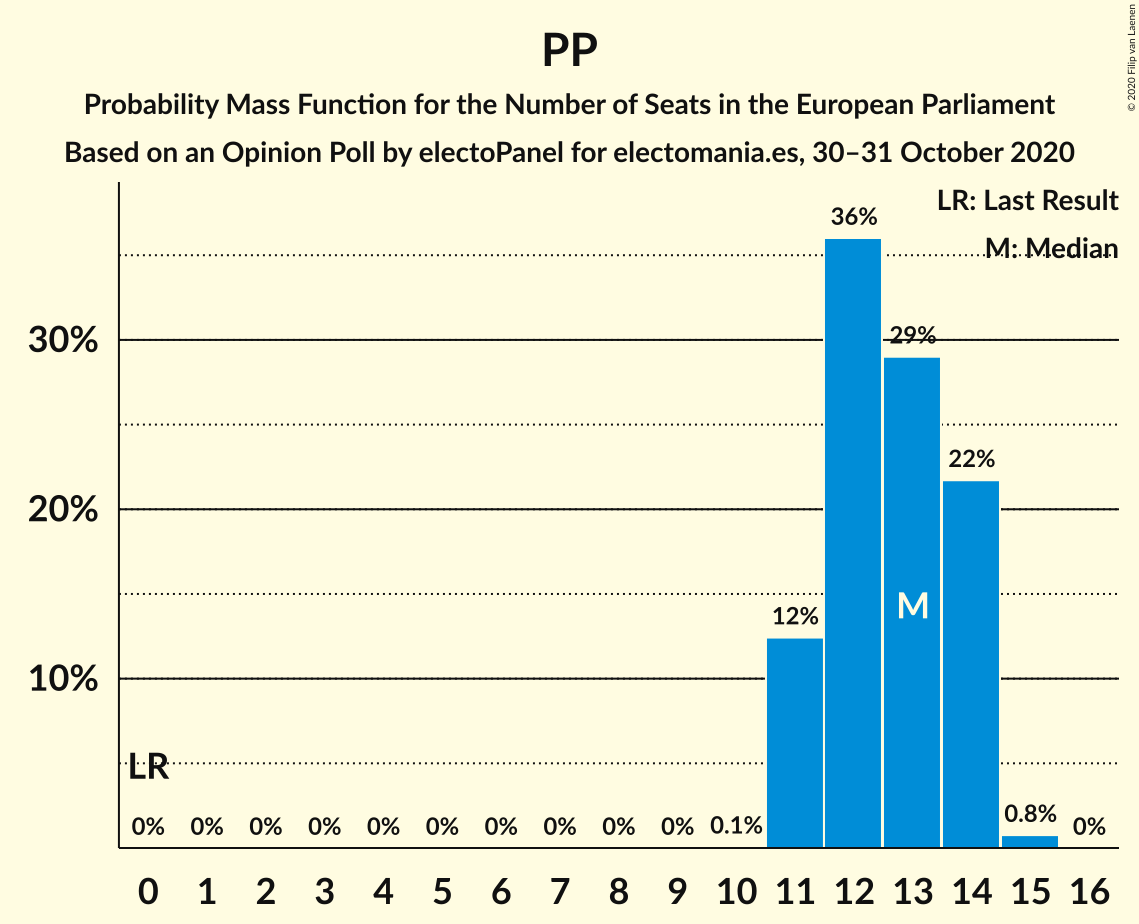 PP
Probability Mass Function for the Number of Seats in the European Parliament
Based on an Opinion Poll by electoPanel for electomania.es, 30–31 October 2020
© 2020 Filip van Laenen
LR: Last Result
M: Median
36%
29%
22%
12%
0.8%
0.1%
30%
20%
10%
M
LR
0% 0% 0% 0% 0% 0% 0% 0% 0% 0% 0%
0 1 2 3 4 5 6 7 8 9 10 11 12 13 14 15 16